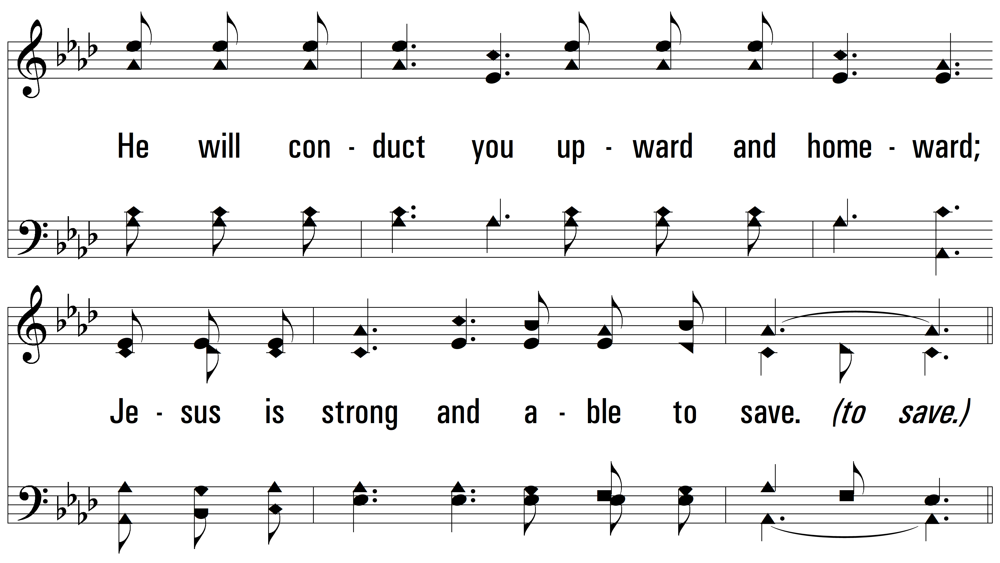 He will con - duct you up - ward and home - ward;
Je - sus is strong and a - ble to save. (to save.)